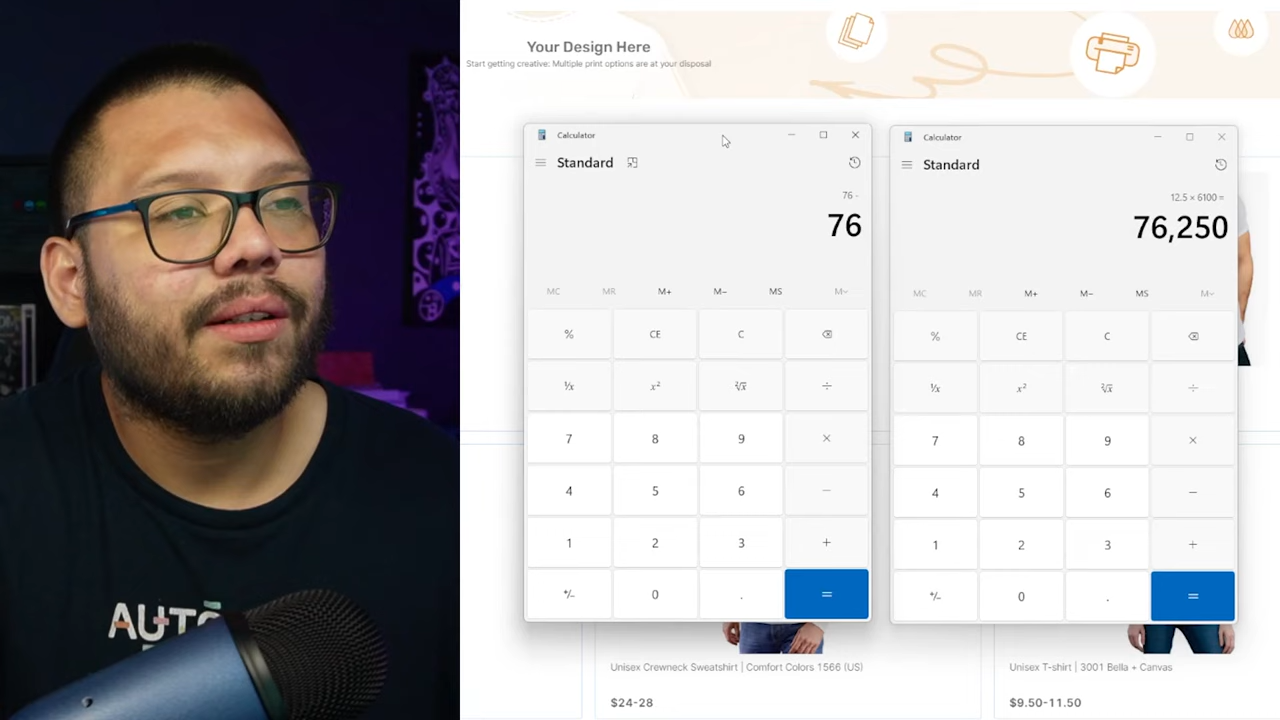 Your Design Here
Start getting creative: Multiple print options are at your disposal
Calculator
Standard
76 -
76
MC MR M+ M− MS M˅
% CE C
¹/x x² ²√x ÷
7 8 9 ×
4 5 6 −
1 2 3 +
+/− 0 . =
Calculator
Standard
12.5 × 6100 =
76,250
MC MR M+ M− MS M˅
% CE C
¹/x x² ²√x ÷
7 8 9 ×
4 5 6 −
1 2 3 +
+/− 0 . =
AUTO
Unisex Crewneck Sweatshirt | Comfort Colors 1566 (US)
$24-28
Unisex T-shirt | 3001 Bella + Canvas
$9.50-11.50